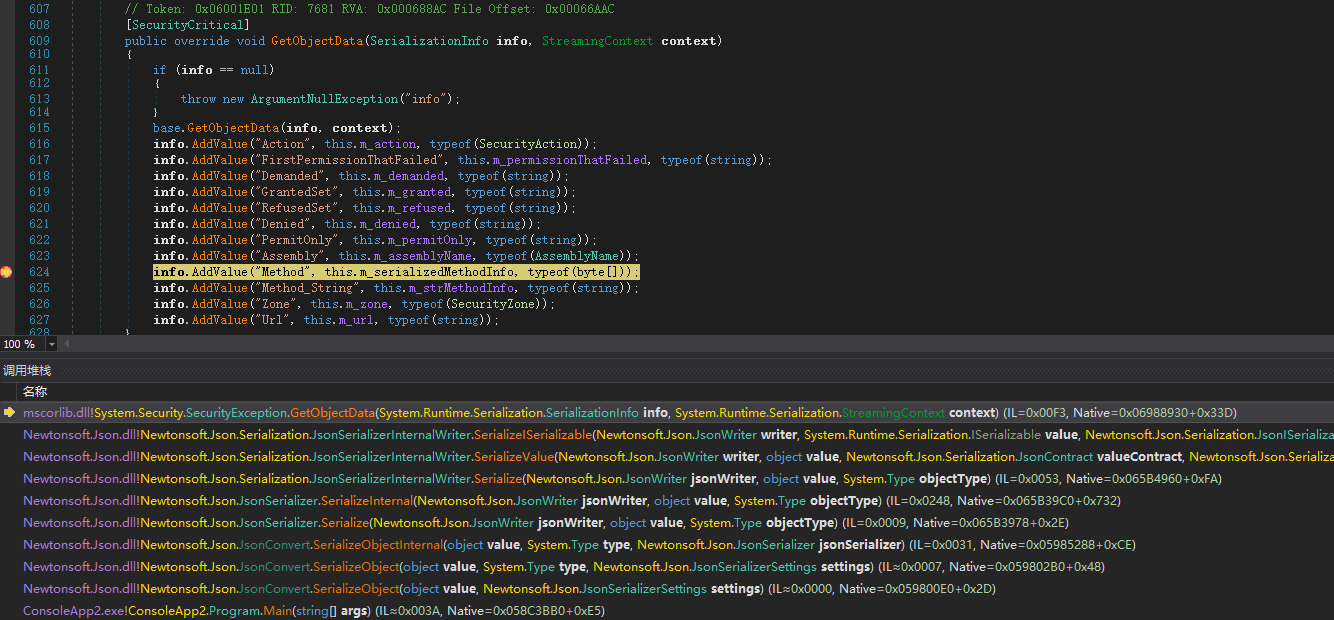 607 // Token: 0x06001E01 RID: 7681 RVA: 0x000688AC File Offset: 0x00066AAC
608 [SecurityCritical]
609 public override void GetObjectData(SerializationInfo info, StreamingContext context)
610 {
611 if (info == null)
612 {
613 throw new ArgumentNullException("info");
614 }
615 base.GetObjectData(info, context);
616 info.AddValue("Action", this.m_action, typeof(SecurityAction));
617 info.AddValue("FirstPermissionThatFailed", this.m_permissionThatFailed, typeof(string));
618 info.AddValue("Demanded", this.m_demanded, typeof(string));
619 info.AddValue("GrantedSet", this.m_granted, typeof(string));
620 info.AddValue("RefusedSet", this.m_refused, typeof(string));
621 info.AddValue("Denied", this.m_denied, typeof(string));
622 info.AddValue("PermitOnly", this.m_permitOnly, typeof(string));
623 info.AddValue("Assembly", this.m_assemblyName, typeof(AssemblyName));
624 info.AddValue("Method", this.m_serializedMethodInfo, typeof(byte[]));
625 info.AddValue("Method_String", this.m_strMethodInfo, typeof(string));
626 info.AddValue("Zone", this.m_zone, typeof(SecurityZone));
627 info.AddValue("Url", this.m_url, typeof(string));
628 }
100 %
调用堆栈
名称
mscorlib.dll!System.Security.SecurityException.GetObjectData(System.Runtime.Serialization.SerializationInfo info, System.Runtime.Serialization.StreamingContext context) (IL=0x00F3, Native=0x06988930+0x33D)
Newtonsoft.Json.dll!Newtonsoft.Json.Serialization.JsonSerializerInternalWriter.SerializeISerializable(Newtonsoft.Json.JsonWriter writer, System.Runtime.Serialization.ISerializable value, Newtonsoft.Json.Serialization.JsonISerializa
Newtonsoft.Json.dll!Newtonsoft.Json.Serialization.JsonSerializerInternalWriter.SerializeValue(Newtonsoft.Json.JsonWriter writer, object value, Newtonsoft.Json.Serialization.JsonContract valueContract, Newtonsoft.Json.Serializa
Newtonsoft.Json.dll!Newtonsoft.Json.Serialization.JsonSerializerInternalWriter.Serialize(Newtonsoft.Json.JsonWriter jsonWriter, object value, System.Type objectType) (IL=0x0053, Native=0x065B4960+0xFA)
Newtonsoft.Json.dll!Newtonsoft.Json.JsonSerializer.SerializeInternal(Newtonsoft.Json.JsonWriter jsonWriter, object value, System.Type objectType) (IL=0x0248, Native=0x065B39C0+0x732)
Newtonsoft.Json.dll!Newtonsoft.Json.JsonSerializer.Serialize(Newtonsoft.Json.JsonWriter jsonWriter, object value, System.Type objectType) (IL=0x0009, Native=0x065B3978+0x2E)
Newtonsoft.Json.dll!Newtonsoft.Json.JsonConvert.SerializeObjectInternal(object value, System.Type type, Newtonsoft.Json.JsonSerializer jsonSerializer) (IL=0x0031, Native=0x05985288+0xCE)
Newtonsoft.Json.dll!Newtonsoft.Json.JsonConvert.SerializeObject(object value, System.Type type, Newtonsoft.Json.JsonSerializerSettings settings) (IL≈0x0007, Native=0x059802B0+0x48)
Newtonsoft.Json.dll!Newtonsoft.Json.JsonConvert.SerializeObject(object value, Newtonsoft.Json.JsonSerializerSettings settings) (IL≈0x0000, Native=0x059800E0+0x2D)
ConsoleApp2.exe!ConsoleApp2.Program.Main(string[] args) (IL≈0x003A, Native=0x058C3BB0+0xE5)